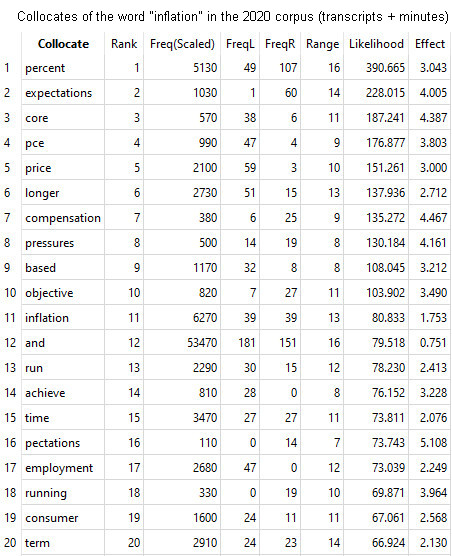 Collocates of the word "inflation" in the 2020 corpus (transcripts + minutes)
Collocate Rank Freq(Scaled) FreqL FreqR Range Likelihood Effect
1 percent 1 5130 49 107 16 390.665 3.043
2 expectations 2 1030 1 60 14 228.015 4.005
3 core 3 570 38 6 11 187.241 4.387
4 pce 4 990 47 4 9 176.877 3.803
5 price 5 2100 59 3 10 151.261 3.000
6 longer 6 2730 51 15 13 137.936 2.712
7 compensation 7 380 6 25 9 135.272 4.467
8 pressures 8 500 14 19 8 130.184 4.161
9 based 9 1170 32 8 8 108.045 3.212
10 objective 10 820 7 27 11 103.902 3.490
11 inflation 11 6270 39 39 13 80.833 1.753
12 and 12 53470 181 151 16 79.518 0.751
13 run 13 2290 30 15 12 78.230 2.413
14 achieve 14 810 28 0 8 76.152 3.228
15 time 15 3470 27 27 11 73.811 2.076
16 pectations 16 110 0 14 7 73.743 5.108
17 employment 17 2680 47 0 12 73.039 2.249
18 running 18 330 0 19 10 69.871 3.964
19 consumer 19 1600 24 11 11 67.061 2.568
20 term 20 2910 24 23 14 66.954 2.130